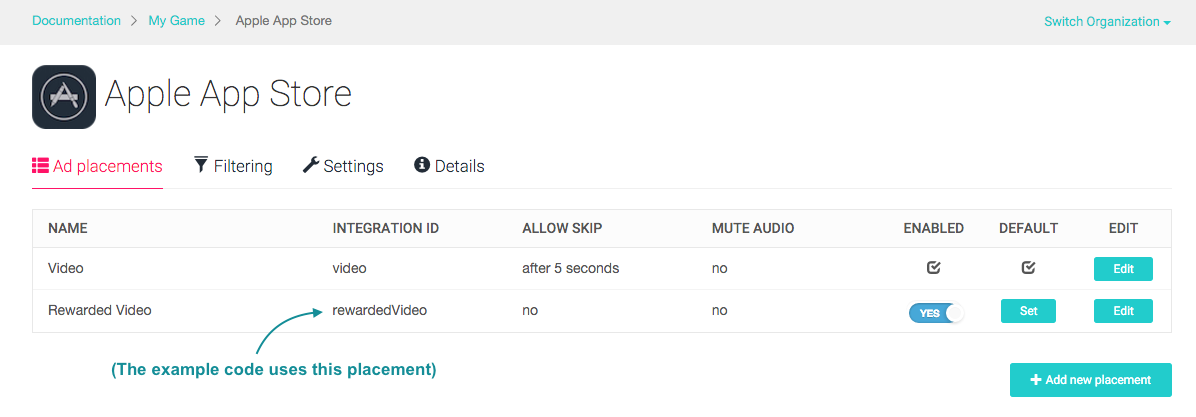 Documentation > My Game > Apple App Store Switch Organization
Apple App Store
Ad placements Filtering Settings Details
NAME INTEGRATION ID ALLOW SKIP MUTE AUDIO ENABLED DEFAULT EDIT
Video video after 5 seconds no Edit
Rewarded Video rewardedVideo no no YES Set Edit
(The example code uses this placement)
+ Add new placement